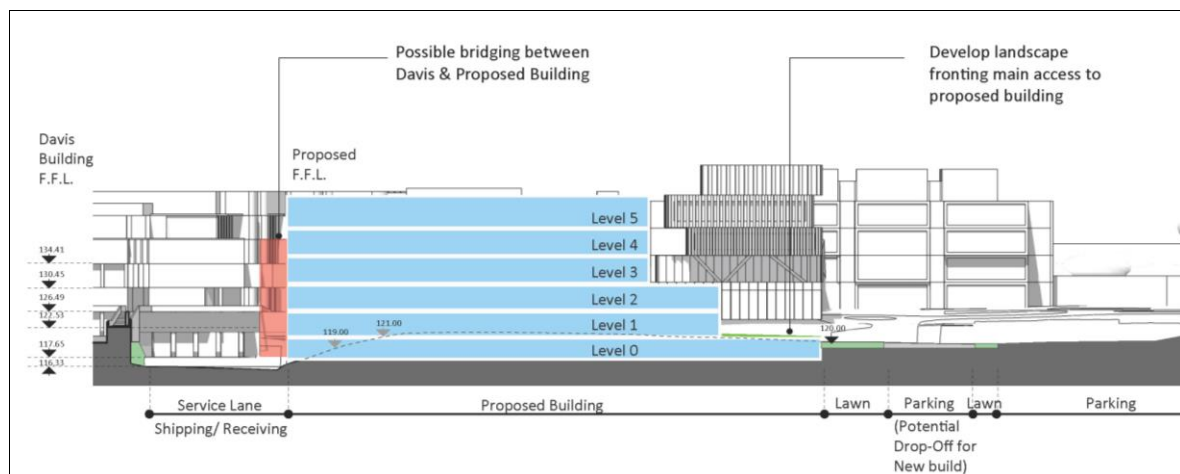 Possible bridging between
Davis & Proposed Building
Develop landscape
fronting main access to
proposed building
Davis
Building
F.F.L.
Proposed
F.F.L.
Level 5
Level 4
Level 3
Level 2
Level 1
Level 0
134.41
130.45
126.49
122.53
117.65
116.33
119.00
121.00
120.00
Service Lane
Shipping/ Receiving
Proposed Building
Lawn
Parking
(Potential
Drop-Off for
New build)
Lawn
Parking